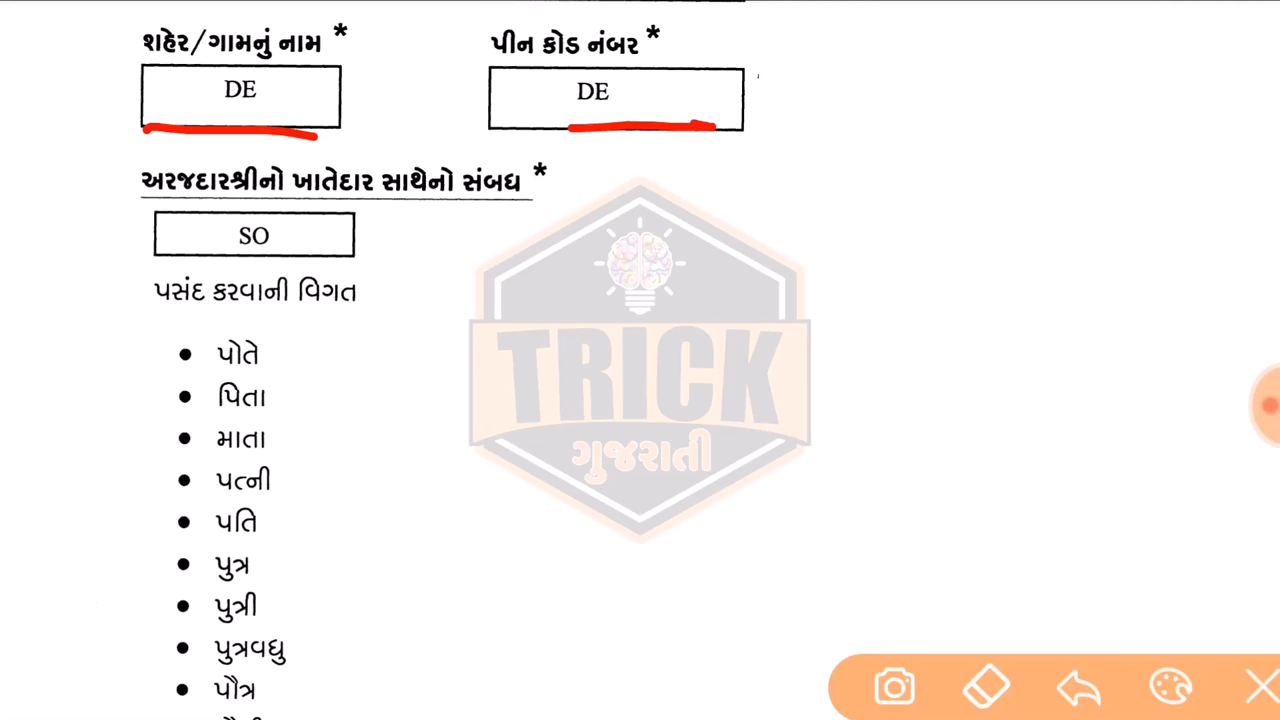 શહેર/ગામનું નામ * પીન કોડ નંબર *
DE DE
અરજદારશ્રીનો ખાતેદાર સાથેનો સંબધ *
SO
પસંદ કરવાની વિગત
• પોતે
• પિતા
• માતા
• પત્ની
• પતિ
• પુત્ર
• પુત્રી
• પુત્રવધુ
• પૌત્ર
TRICK
ગુજરાતી